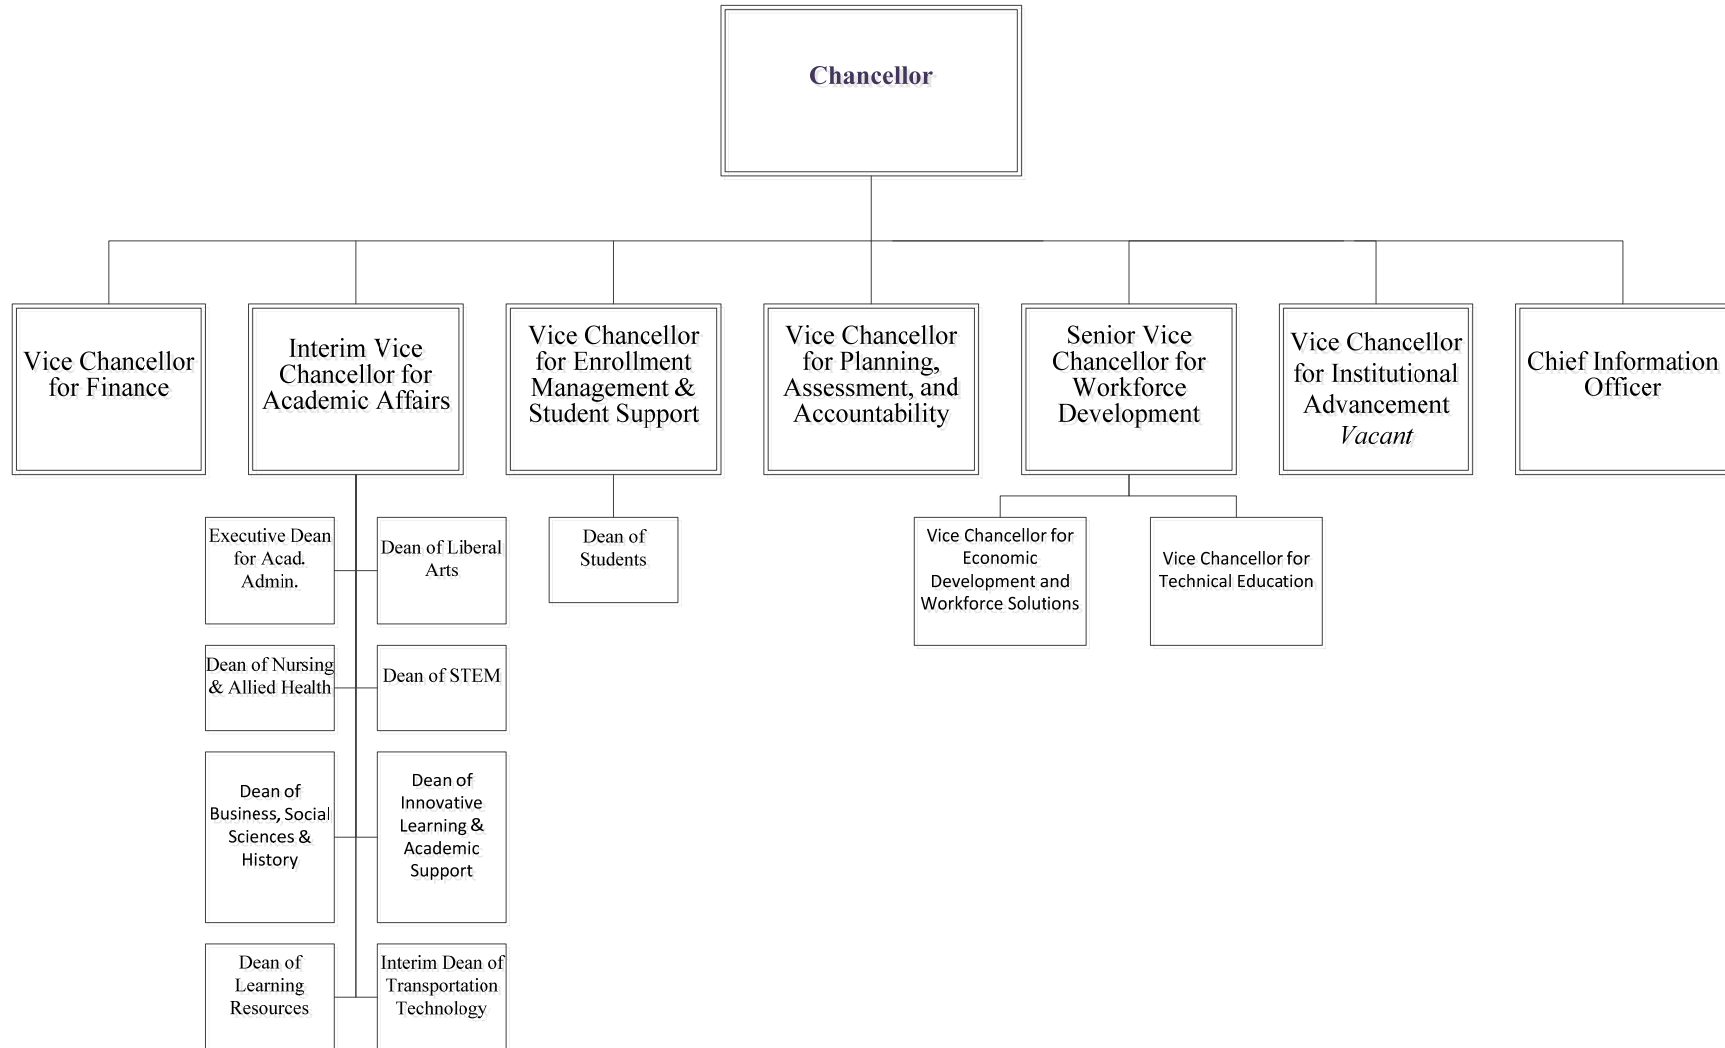 Chancellor
Vice Chancellor
for Finance
Interim Vice
Chancellor for
Academic Affairs
Vice Chancellor
for Enrollment
Management &
Student Support
Vice Chancellor
for Planning,
Assessment, and
Accountability
Senior Vice
Chancellor for
Workforce
Development
Vice Chancellor
for Institutional
Advancement
Vacant
Chief Information
Officer
Executive Dean
for Acad.
Admin.
Dean of Liberal
Arts
Dean of
Students
Vice Chancellor for
Economic
Development and
Workforce Solutions
Vice Chancellor for
Technical Education
Dean of Nursing
& Allied Health
Dean of STEM
Dean of
Business, Social
Sciences &
History
Dean of
Innovative
Learning &
Academic
Support
Dean of
Learning
Resources
Interim Dean of
Transportation
Technology